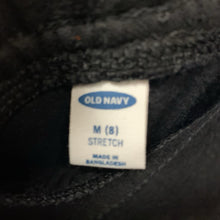 OLD NAVY
M (8)
STRETCH
MADE IN
BANGLADESH